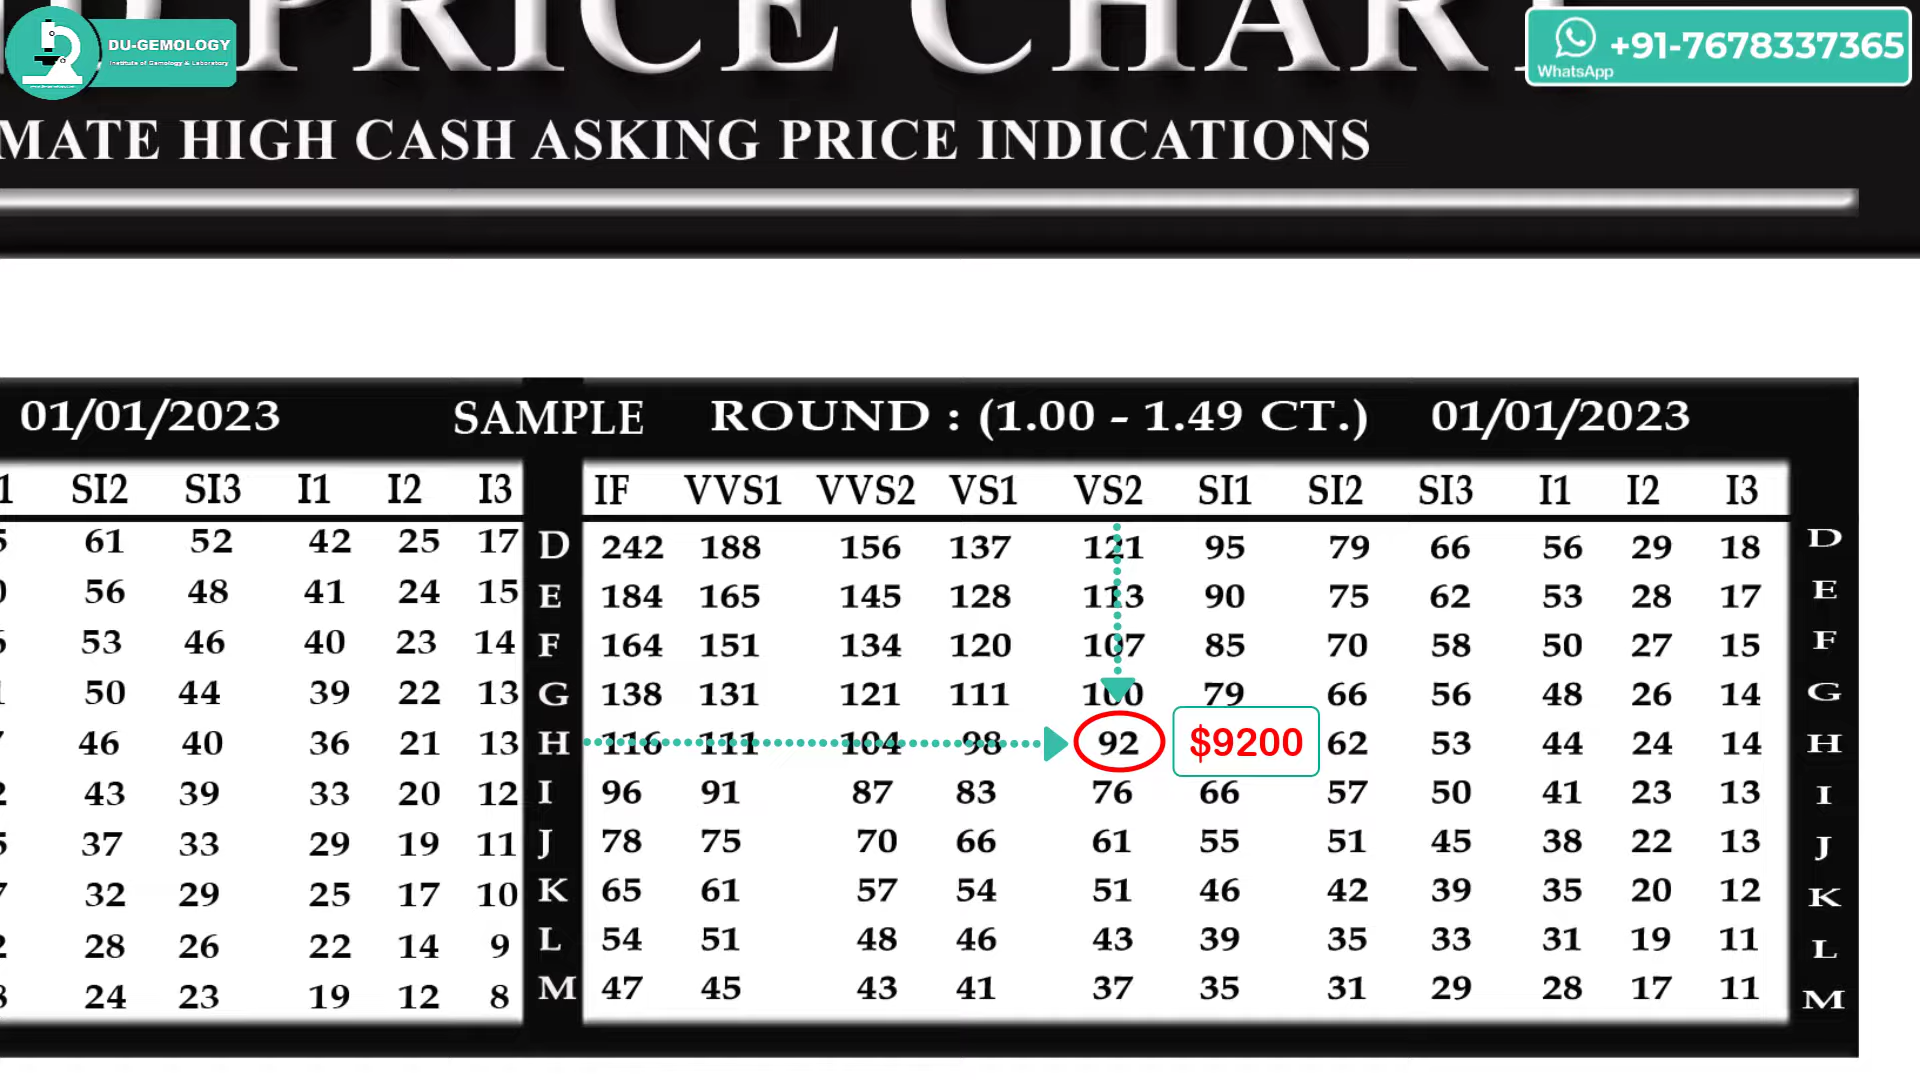 DU-GEMOLOGY
Institute of Gemology & Laboratory
PRICE CHART
WhatsApp +91-7678337365
MATE HIGH CASH ASKING PRICE INDICATIONS
01/01/2023 SAMPLE ROUND : (1.00 - 1.49 CT.) 01/01/2023
1 SI2 SI3 I1 I2 I3 IF VVS1 VVS2 VS1 VS2 SI1 SI2 SI3 I1 I2 I3
61 52 42 25 17 D 242 188 156 137 121 95 79 66 56 29 18 D
56 48 41 24 15 E 184 165 145 128 113 90 75 62 53 28 17 E
53 46 40 23 14 F 164 151 134 120 107 85 70 58 50 27 15 F
50 44 39 22 13 G 138 131 121 111 100 79 66 56 48 26 14 G
46 40 36 21 13 H 116 111 104 98 92 $9200 62 53 44 24 14 H
43 39 33 20 12 I 96 91 87 83 76 66 57 50 41 23 13 I
37 33 29 19 11 J 78 75 70 66 61 55 51 45 38 22 13 J
32 29 25 17 10 K 65 61 57 54 51 46 42 39 35 20 12 K
28 26 22 14 9 L 54 51 48 46 43 39 35 33 31 19 11 L
24 23 19 12 8 M 47 45 43 41 37 35 31 29 28 17 11 M